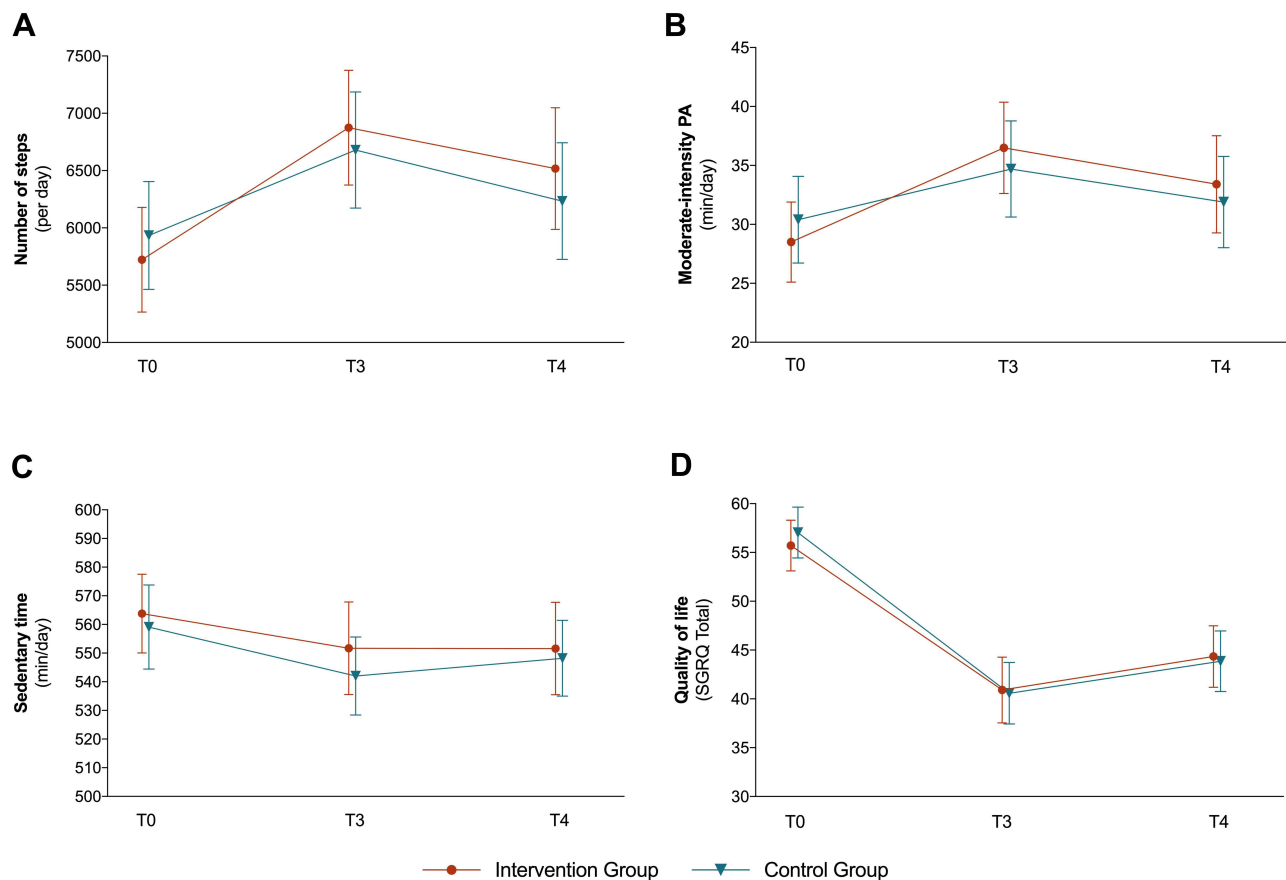 A
Number of steps
(per day)
7500
7000
6500
6000
5500
5000
T0
T3
T4
B
Moderate-intensity PA
(min/day)
45
40
35
30
25
20
T0
T3
T4
C
Sedentary time
(min/day)
600
590
580
570
560
550
540
530
520
510
500
T0
T3
T4
D
Quality of life
(SGRQ Total)
60
55
50
45
40
35
30
T0
T3
T4
Intervention Group
Control Group